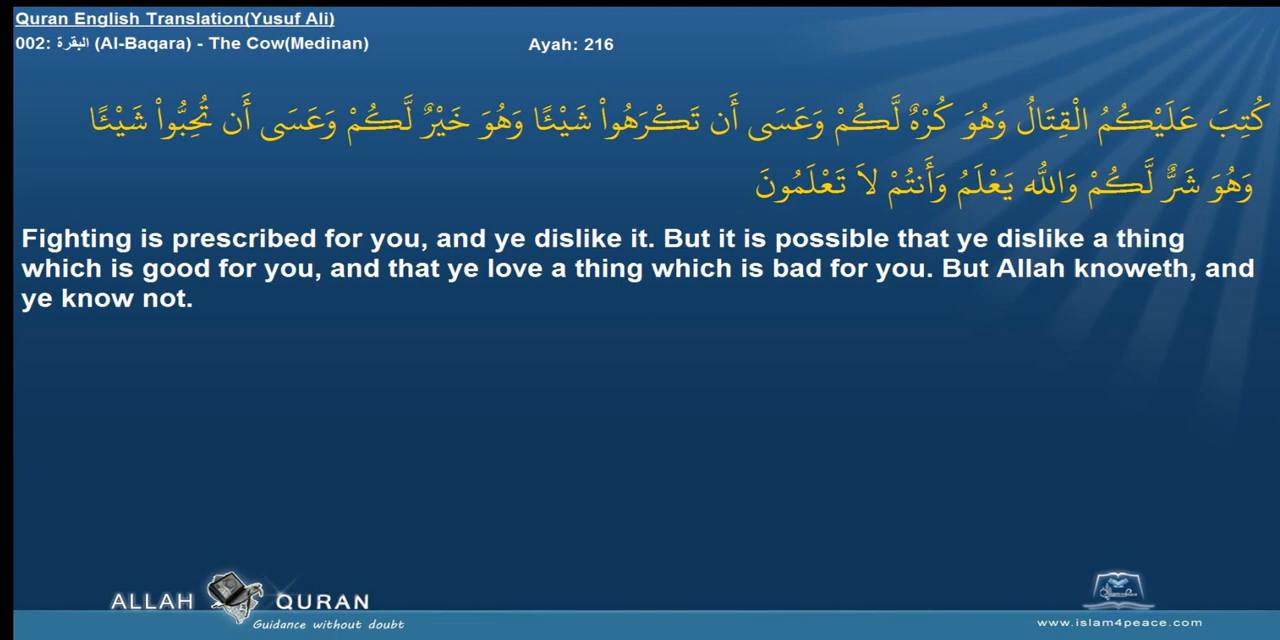 Quran English Translation(Yusuf Ali)
002: البقرة (Al-Baqara) - The Cow(Medinan) Ayah: 216
كُتِبَ عَلَيْكُمُ الْقِتَالُ وَهُوَ كُرْهٌ لَّكُمْ وَعَسَى أَن تَكْرَهُواْ شَيْئًا وَهُوَ خَيْرٌ لَّكُمْ وَعَسَى أَن تُحِبُّواْ شَيْئًا
وَهُوَ شَرٌّ لَّكُمْ وَاللّهُ يَعْلَمُ وَأَنتُمْ لاَ تَعْلَمُونَ
Fighting is prescribed for you, and ye dislike it. But it is possible that ye dislike a thing
which is good for you, and that ye love a thing which is bad for you. But Allah knoweth, and
ye know not.
ALLAH QURAN
Guidance without doubt
www.islam4peace.com